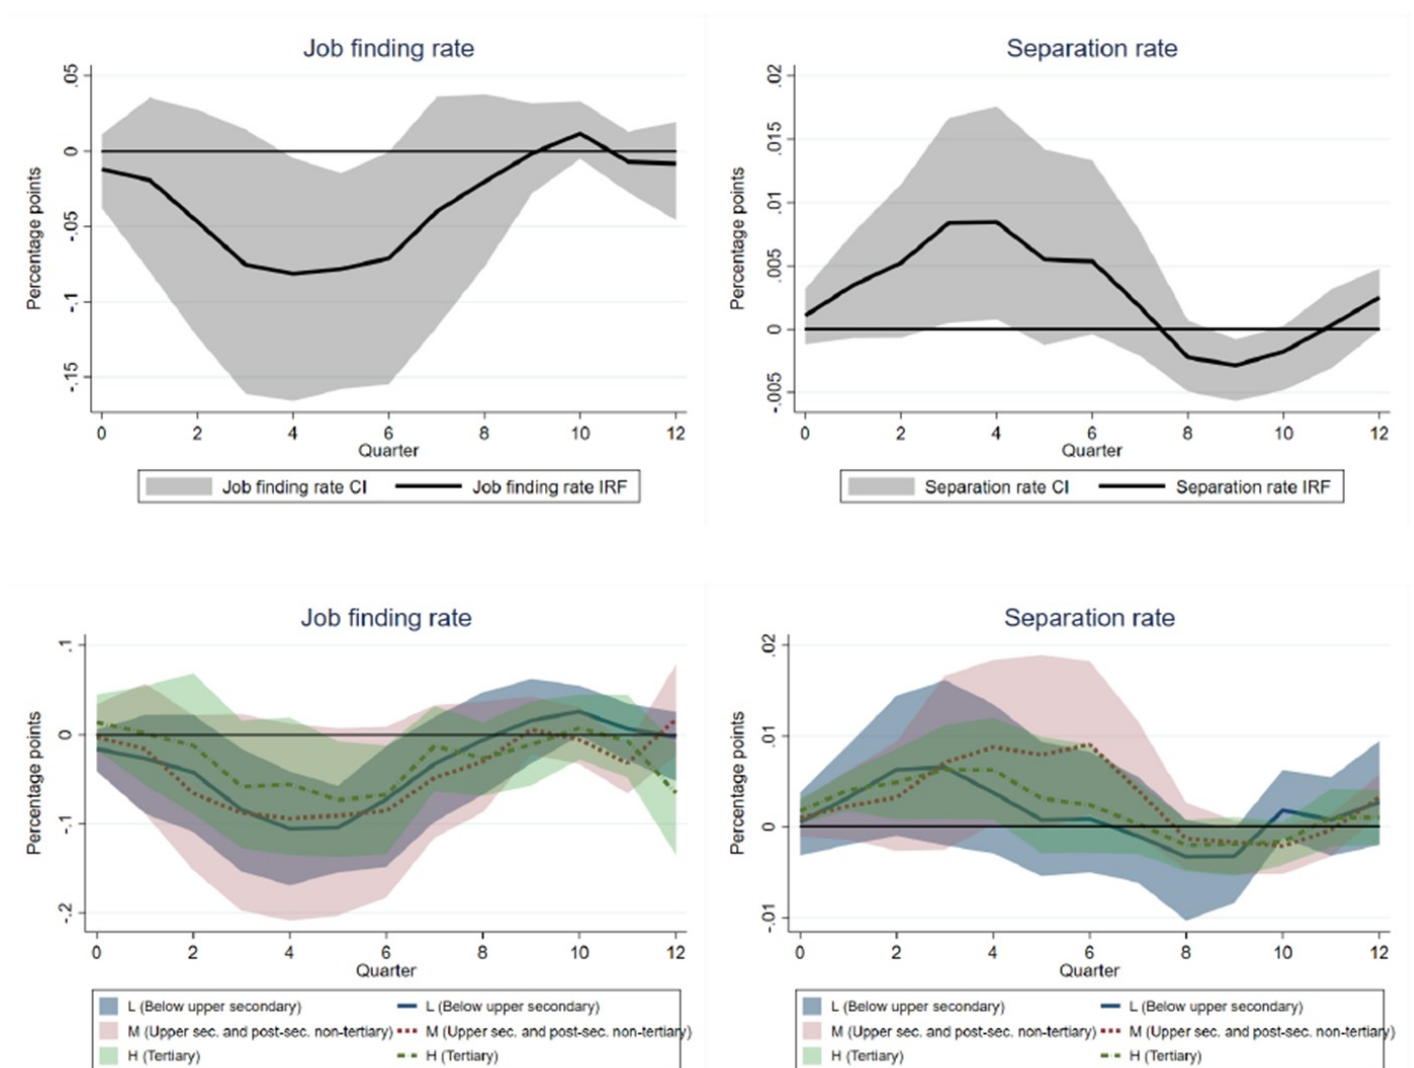 Job finding rate
Percentage points
.05
0
-.05
-.1
-.15
0 2 4 6 8 10 12
Quarter
Job finding rate CI Job finding rate IRF
Separation rate
Percentage points
.02
.015
.01
.005
0
-.005
0 2 4 6 8 10 12
Quarter
Separation rate CI Separation rate IRF
Job finding rate
Percentage points
.1
0
-.1
-.2
0 2 4 6 8 10 12
Quarter
L (Below upper secondary) L (Below upper secondary)
M (Upper sec. and post-sec. non-tertiary) M (Upper sec. and post-sec. non-tertiary)
H (Tertiary) H (Tertiary)
Separation rate
Percentage points
.02
.01
0
-.01
0 2 4 6 8 10 12
Quarter
L (Below upper secondary) L (Below upper secondary)
M (Upper sec. and post-sec. non-tertiary) M (Upper sec. and post-sec. non-tertiary)
H (Tertiary) H (Tertiary)